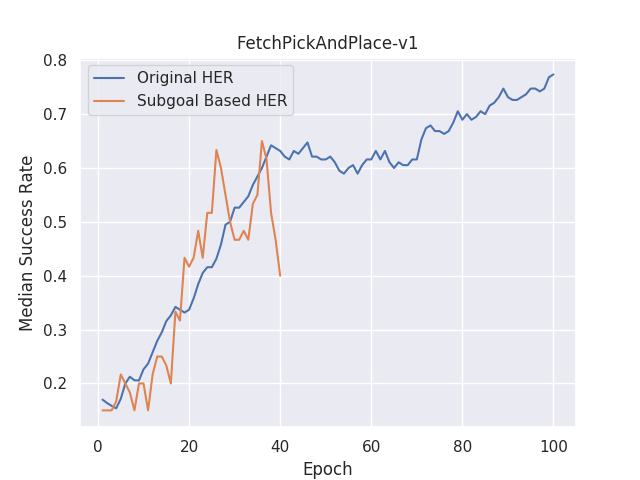 FetchPickAndPlace-v1
Original HER
Subgoal Based HER
Median Success Rate
0.8
0.7
0.6
0.5
0.4
0.3
0.2
0 20 40 60 80 100
Epoch